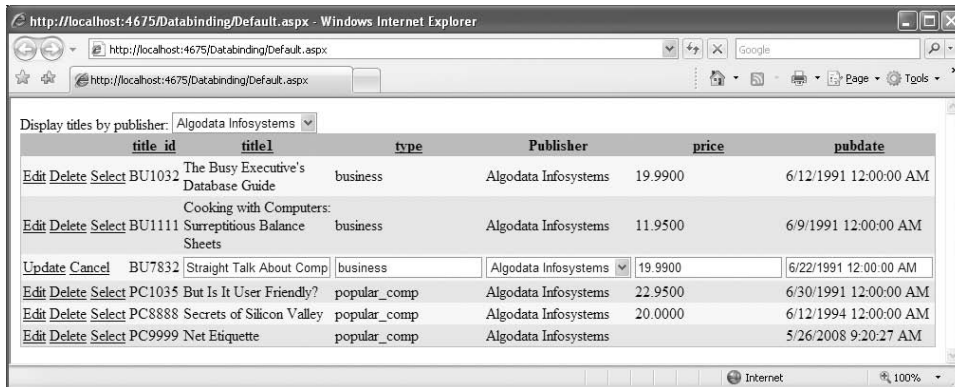 http://localhost:4675/Databinding/Default.aspx - Windows Internet Explorer
http://localhost:4675/Databinding/Default.aspx
Google
http://localhost:4675/Databinding/Default.aspx
Page Tools
Display titles by publisher: Algodata Infosystems
title_id title1 type Publisher price pubdate
Edit Delete Select BU1032 The Busy Executive's Database Guide business Algodata Infosystems 19.9900 6/12/1991 12:00:00 AM
Edit Delete Select BU1111 Cooking with Computers: Surreptitious Balance Sheets business Algodata Infosystems 11.9500 6/9/1991 12:00:00 AM
Update Cancel BU7832 Straight Talk About Comp business Algodata Infosystems 19.9900 6/22/1991 12:00:00 AM
Edit Delete Select PC1035 But Is It User Friendly? popular_comp Algodata Infosystems 22.9500 6/30/1991 12:00:00 AM
Edit Delete Select PC8888 Secrets of Silicon Valley popular_comp Algodata Infosystems 20.0000 6/12/1994 12:00:00 AM
Edit Delete Select PC9999 Net Etiquette popular_comp Algodata Infosystems 5/26/2008 9:20:27 AM
Internet 100%